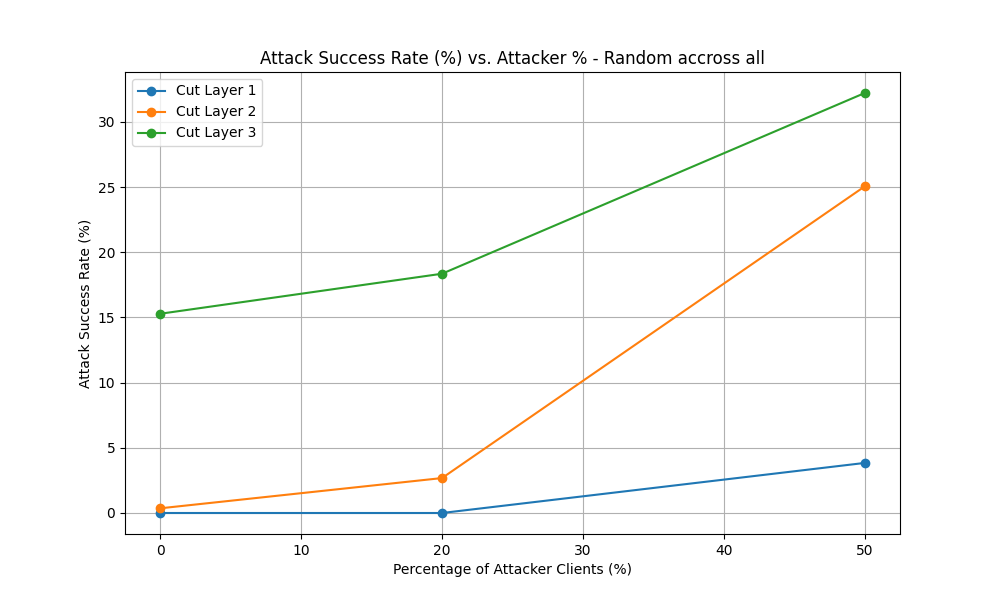 Attack Success Rate (%) vs. Attacker % - Random accross all
Cut Layer 1
Cut Layer 2
Cut Layer 3
Attack Success Rate (%)
30
25
20
15
10
5
0
0 10 20 30 40 50
Percentage of Attacker Clients (%)